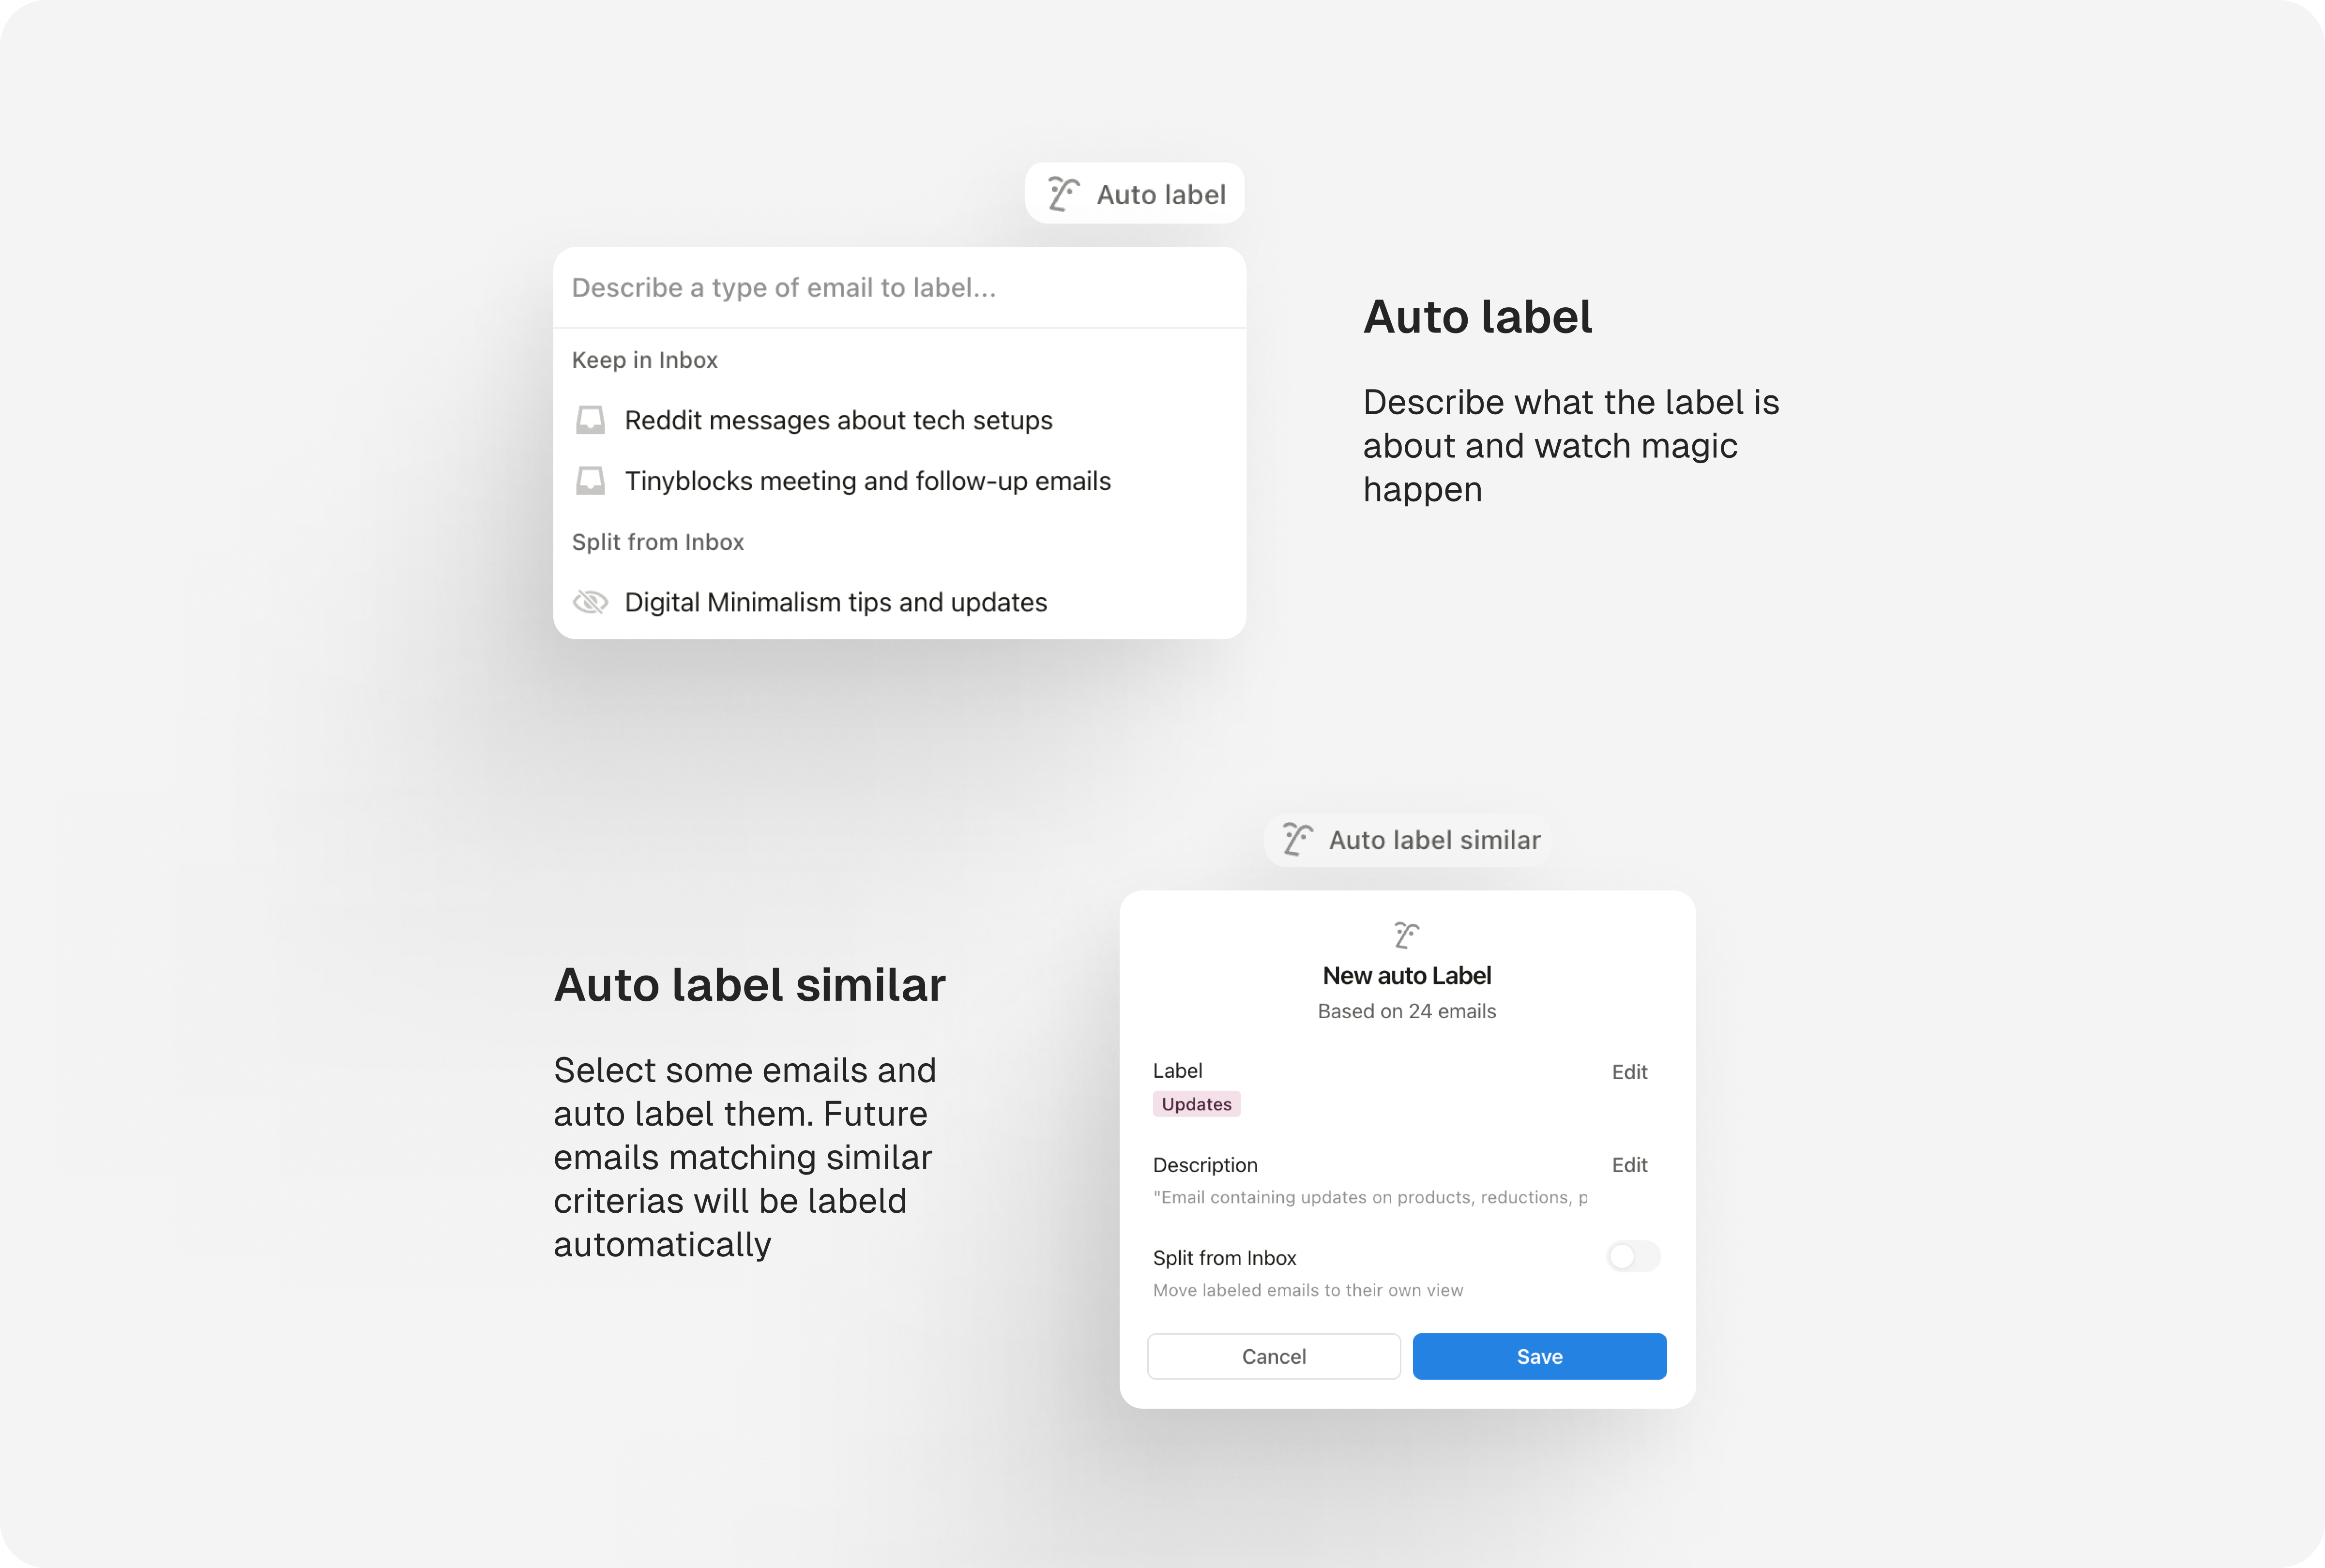 Auto label
Describe a type of email to label...
Keep in Inbox
Reddit messages about tech setups
Tinyblocks meeting and follow-up emails
Split from Inbox
Digital Minimalism tips and updates
Auto label
Describe what the label is
about and watch magic
happen
Auto label similar
Select some emails and
auto label them. Future
emails matching similar
criterias will be labeld
automatically
Auto label similar
New auto Label
Based on 24 emails
Label
Edit
Updates
Description
Edit
"Email containing updates on products, reductions, p
Split from Inbox
Move labeled emails to their own view
Cancel
Save